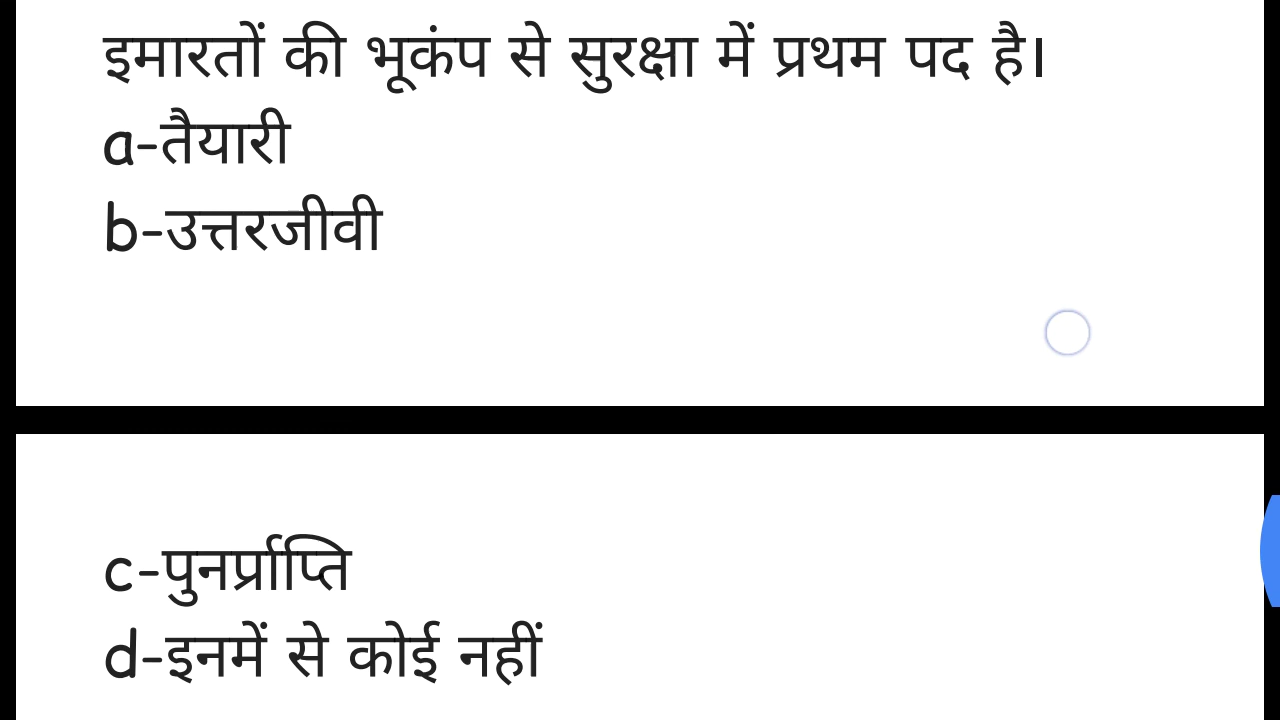 इमारतों की भूकंप से सुरक्षा में प्रथम पद है।
a-तैयारी
b-उत्तरजीवी
c-पुनर्प्राप्ति
d-इनमें से कोई नहीं